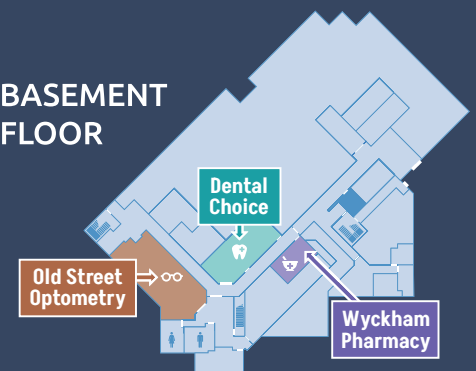 BASEMENT
FLOOR
Dental
Choice
Old Street
Optometry
Wyckham
Pharmacy